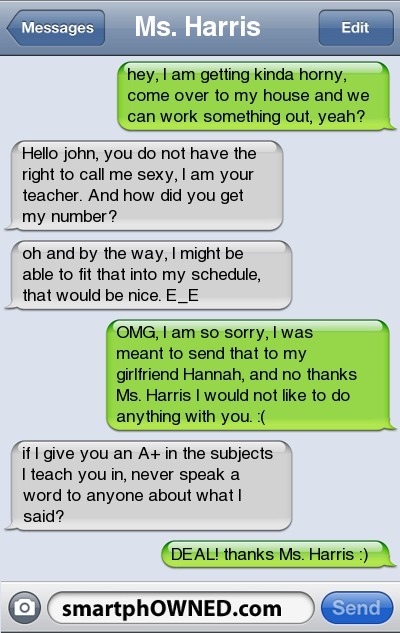 Messages
Ms. Harris
Edit
hey, I am getting kinda horny,
come over to my house and we
can work something out, yeah?
Hello john, you do not have the
right to call me sexy, I am your
teacher. And how did you get
my number?
oh and by the way, I might be
able to fit that into my schedule,
that would be nice. E_E
OMG, I am so sorry, I was
meant to send that to my
girlfriend Hannah, and no thanks
Ms. Harris I would not like to do
anything with you. :(
if I give you an A+ in the subjects
I teach you in, never speak a
word to anyone about what I
said?
DEAL! thanks Ms. Harris :)
smartphOWNED.com
Send